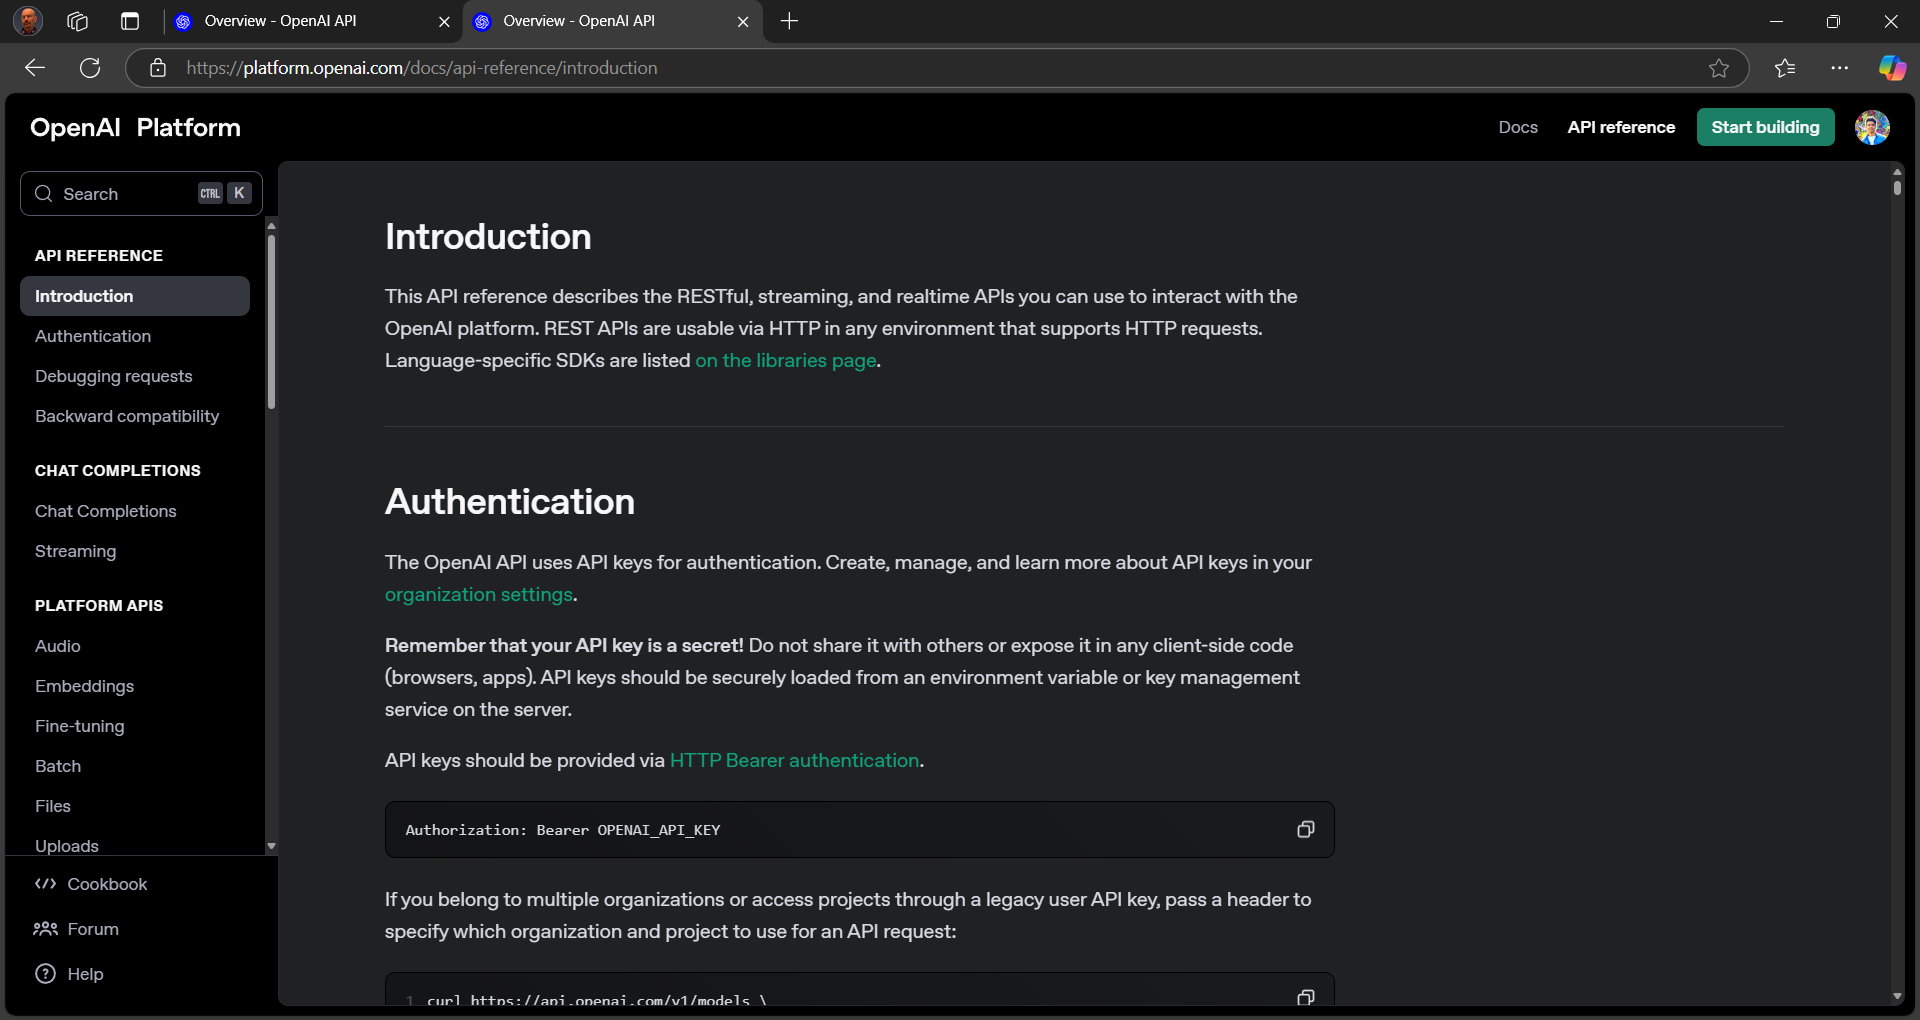 Overview - OpenAI API
Overview - OpenAI API
https://platform.openai.com/docs/api-reference/introduction
OpenAI Platform
Docs
API reference
Start building
Search
CTRL K
API REFERENCE
Introduction
Authentication
Debugging requests
Backward compatibility
CHAT COMPLETIONS
Chat Completions
Streaming
PLATFORM APIS
Audio
Embeddings
Fine-tuning
Batch
Files
Uploads
Cookbook
Forum
Help
Introduction
This API reference describes the RESTful, streaming, and realtime APIs you can use to interact with the
OpenAI platform. REST APIs are usable via HTTP in any environment that supports HTTP requests.
Language-specific SDKs are listed on the libraries page.
Authentication
The OpenAI API uses API keys for authentication. Create, manage, and learn more about API keys in your
organization settings.
Remember that your API key is a secret! Do not share it with others or expose it in any client-side code
(browsers, apps). API keys should be securely loaded from an environment variable or key management
service on the server.
API keys should be provided via HTTP Bearer authentication.
Authorization: Bearer OPENAI_API_KEY
If you belong to multiple organizations or access projects through a legacy user API key, pass a header to
specify which organization and project to use for an API request:
1 curl https://api.openai.com/v1/models \